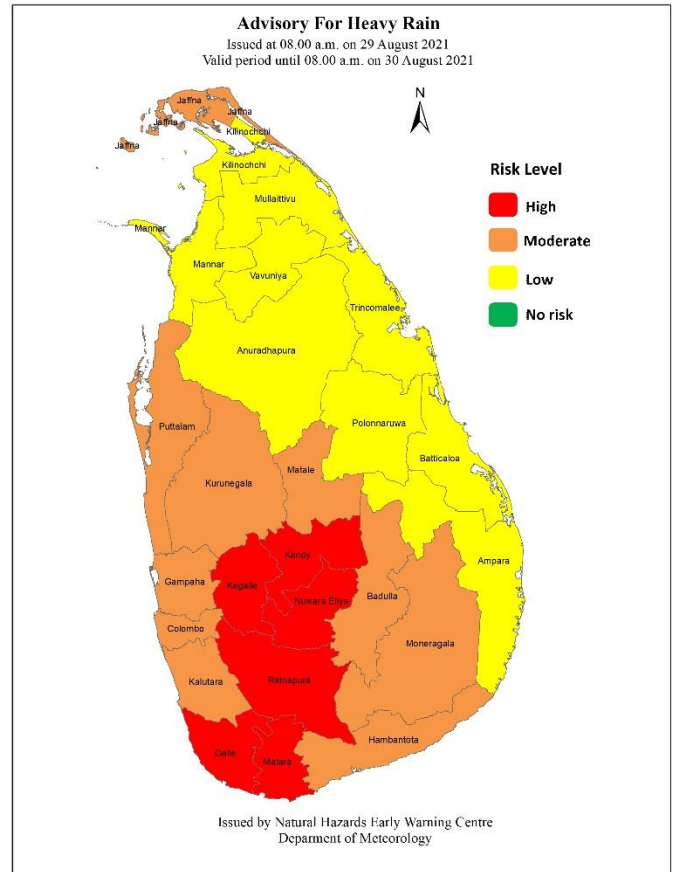 Advisory For Heavy Rain
Issued at 08.00 a.m. on 29 August 2021
Valid period until 08.00 a.m. on 30 August 2021
N
Jaffna
Jaffna
Jaffna
Jaffna
Kilinochchi
Kilinochchi
Mullaittivu
Risk Level
High
Moderate
Low
No risk
Mannar
Mannar
Vavuniya
Trincomalee
Anuradhapura
Puttalam
Polonnaruwa
Batticaloa
Kurunegala
Matale
Kandy
Ampara
Gampaha
Kegalle
Nuwara Eliya
Badulla
Colombo
Moneragala
Kalutara
Ratnapura
Hambantota
Galle
Matara
Issued by Natural Hazards Early Warning Centre
Deparment of Meteorology